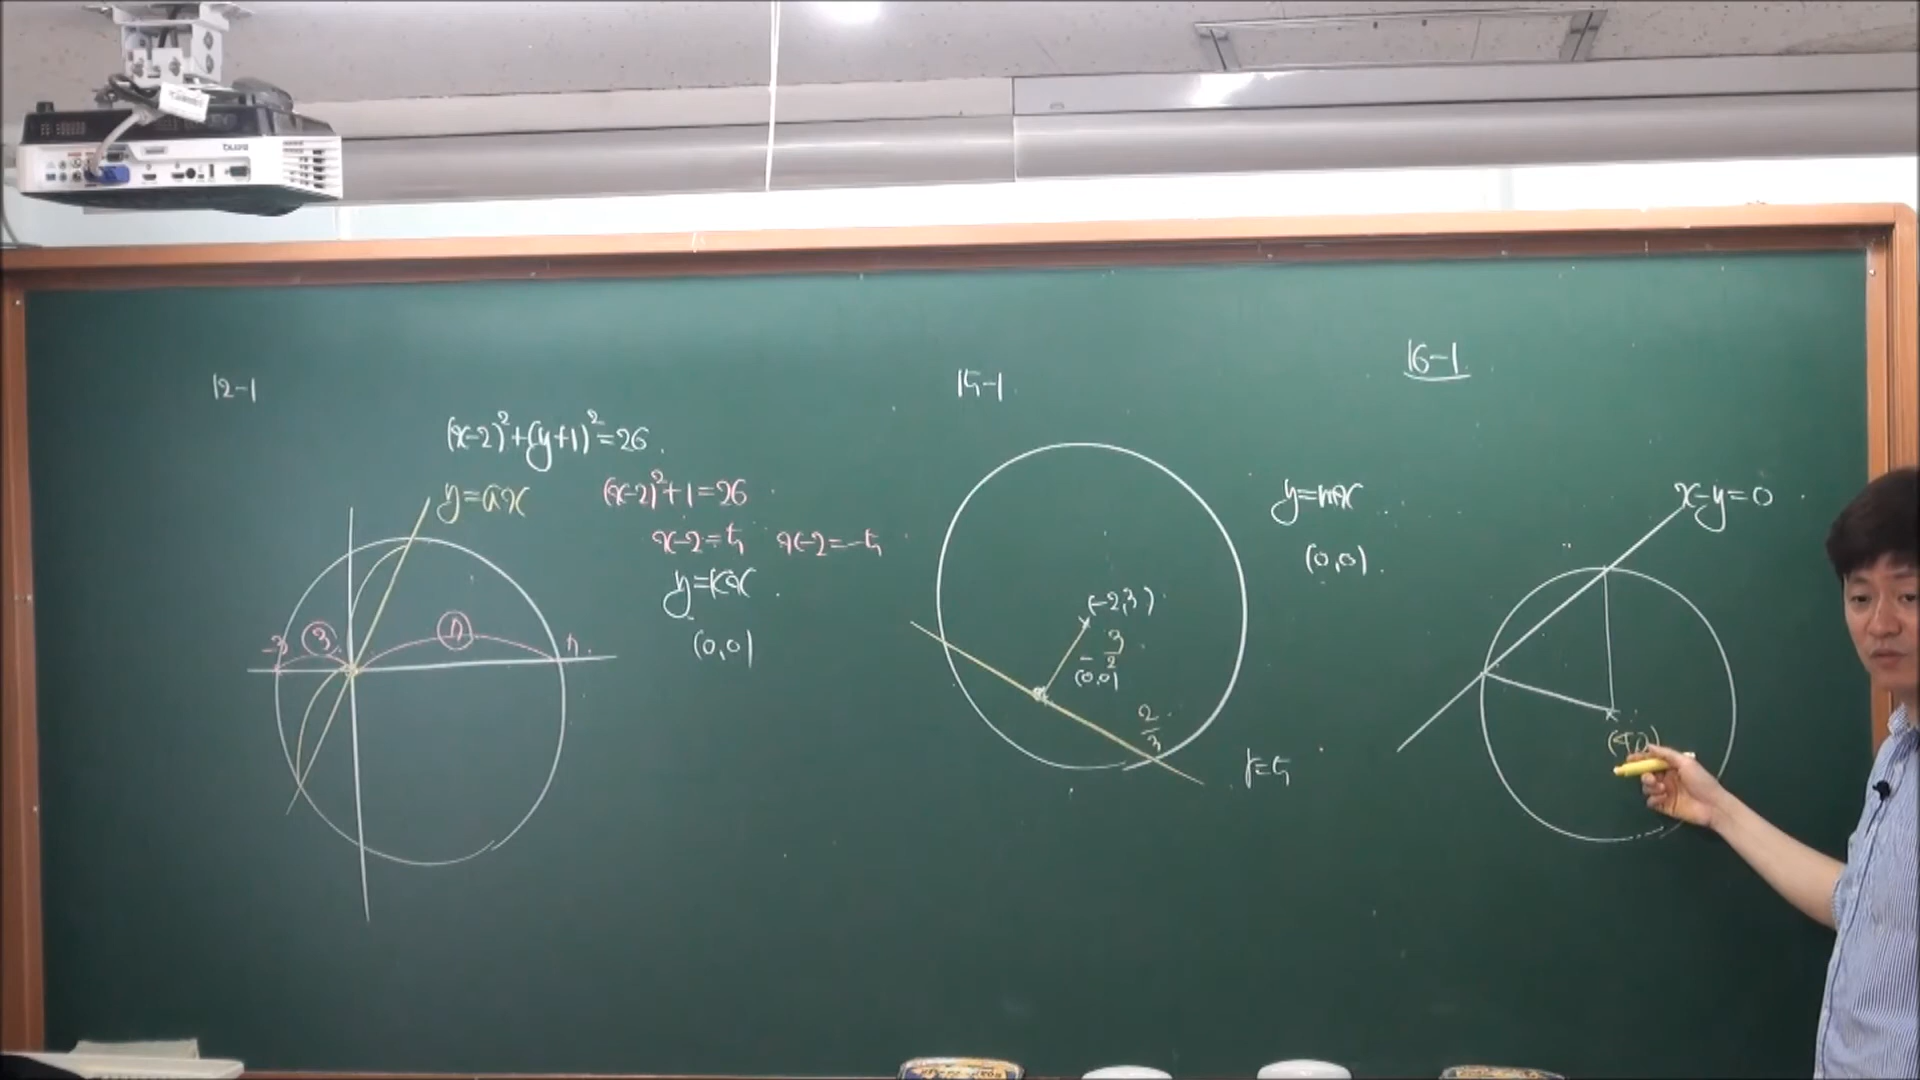 12-1
(x-2)²+(y+1)²=26
y=ax
(x-2)²+1=26
x-2=5 x-2=-5
y=kx
(0,0)
-3
3
7
7
15-1
(-2,3)
-3/2
(0,0)
2/3
y=mx
(0,0)
r=5
16-1
x-y=0
BenQ